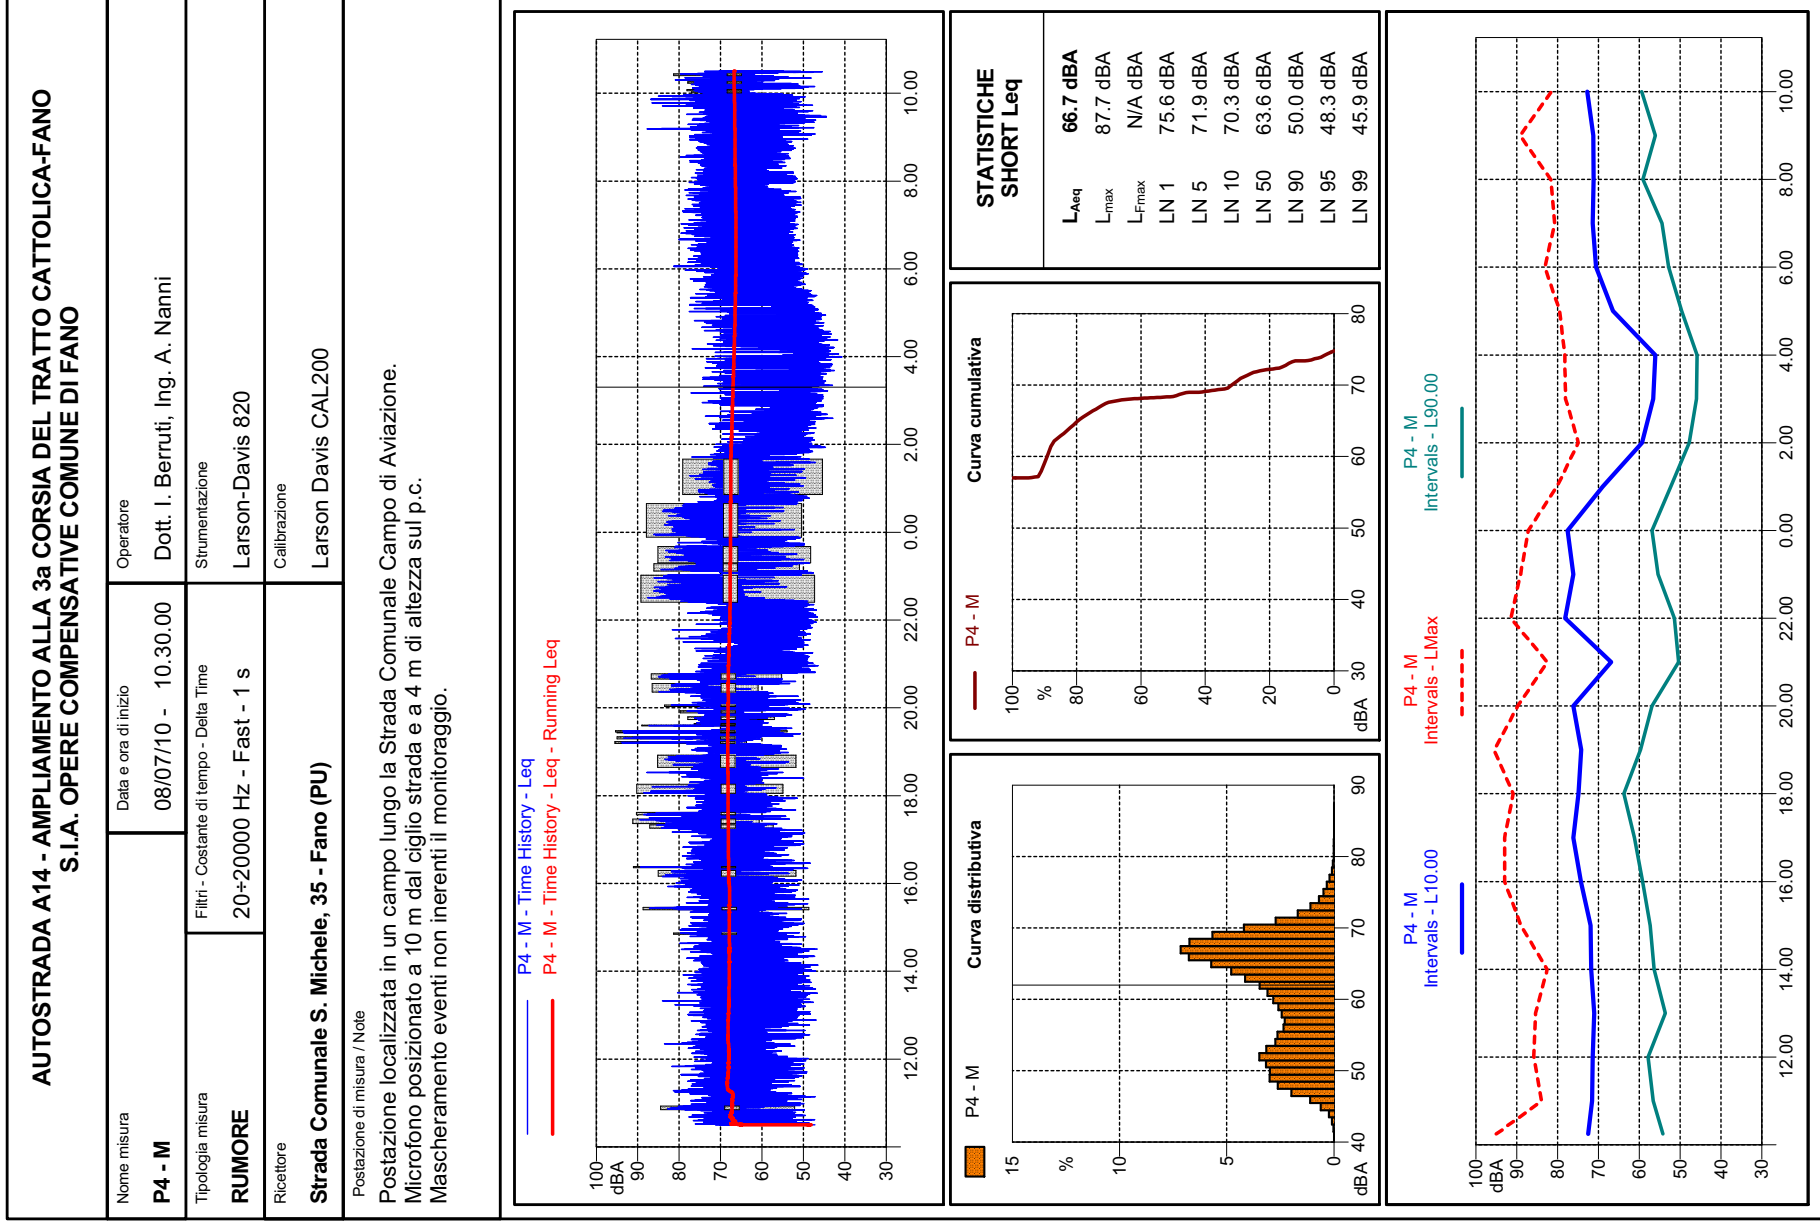 AUTOSTRADA A14 - AMPLIAMENTO ALLA 3a CORSIA DEL TRATTO CATTOLICA-FANO
S.I.A. OPERE COMPENSATIVE COMUNE DI FANO
Nome misura
P4 - M
Data e ora di inizio
08/07/10 - 10.30.00
Operatore
Dott. I. Berruti, Ing. A. Nanni
Tipologia misura
RUMORE
Filtri - Costante di tempo - Delta Time
20÷20000 Hz - Fast - 1 s
Strumentazione
Larson-Davis 820
Ricettore
Strada Comunale S. Michele, 35 - Fano (PU)
Calibrazione
Larson Davis CAL200
Postazione di misura / Note
Postazione localizzata in un campo lungo la Strada Comunale Campo di Aviazione.
Microfono posizionato a 10 m dal ciglio strada e a 4 m di altezza sul p.c.
Mascheramento eventi non inerenti il monitoraggio.
P4 - M - Time History - Leq
P4 - M - Time History - Leq - Running Leq
100
dBA
90
80
70
60
50
40
30
12.00 14.00 16.00 18.00 20.00 22.00 0.00 2.00 4.00 6.00 8.00 10.00
P4 - M
Curva distributiva
15
%
10
5
0
dBA
40 50 60 70 80 90
P4 - M
Curva cumulativa
100
%
80
60
40
20
0
dBA
30 40 50 60 70 80
STATISTICHE
SHORT Leq
LAeq 66.7 dBA
Lmax 87.7 dBA
LFmax N/A dBA
LN 1 75.6 dBA
LN 5 71.9 dBA
LN 10 70.3 dBA
LN 50 63.6 dBA
LN 90 50.0 dBA
LN 95 48.3 dBA
LN 99 45.9 dBA
P4 - M
Intervals - L10.00
P4 - M
Intervals - LMax
P4 - M
Intervals - L90.00
100
dBA
90
80
70
60
50
40
30
12.00 14.00 16.00 18.00 20.00 22.00 0.00 2.00 4.00 6.00 8.00 10.00